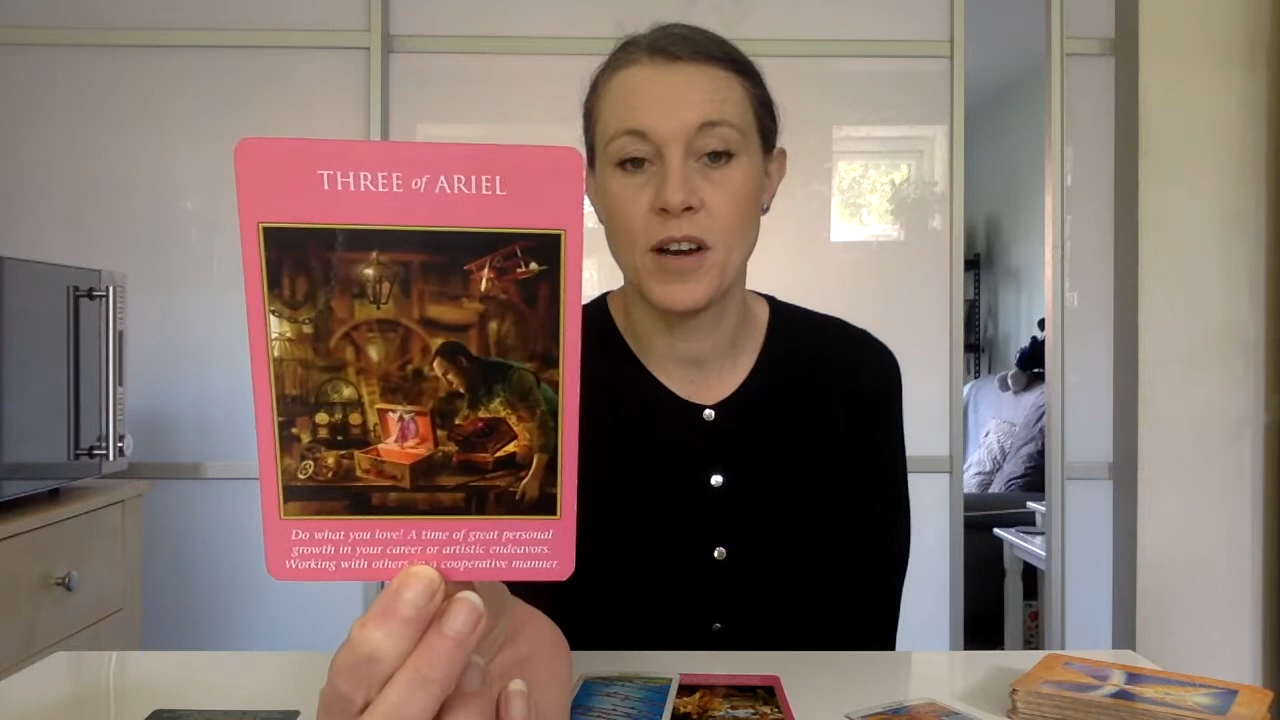 THREE of ARIEL
Do what you love! A time of great personal
growth in your career or artistic endeavors.
Working with others in a cooperative manner.